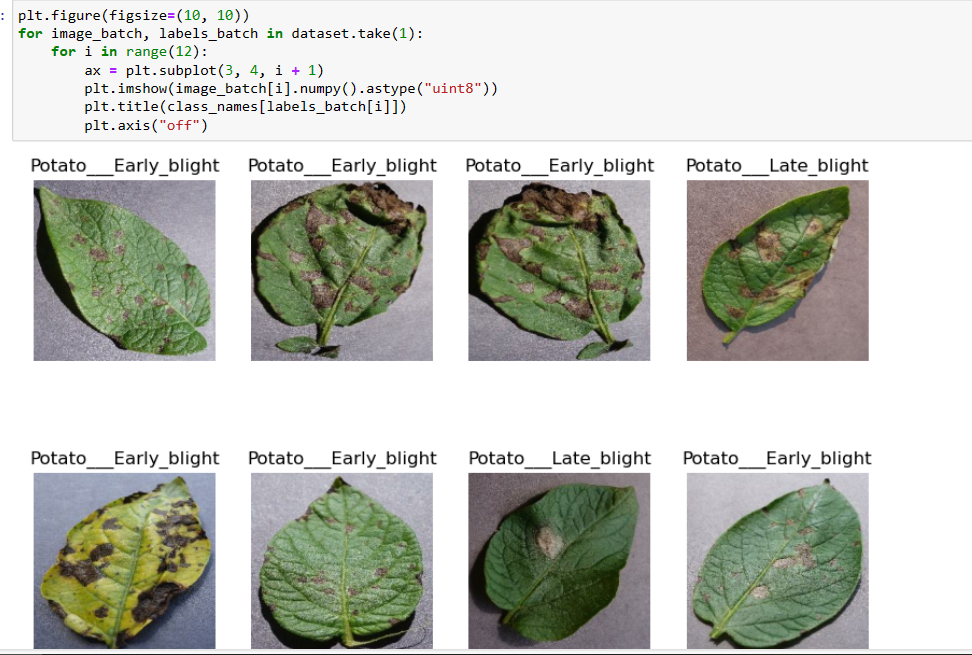 : plt.figure(figsize=(10, 10))
for image_batch, labels_batch in dataset.take(1):
    for i in range(12):
        ax = plt.subplot(3, 4, i + 1)
        plt.imshow(image_batch[i].numpy().astype("uint8"))
        plt.title(class_names[labels_batch[i]])
        plt.axis("off")
Potato___Early_blight Potato___Early_blight Potato___Early_blight Potato___Late_blight
Potato___Early_blight Potato___Early_blight Potato___Late_blight Potato___Early_blight